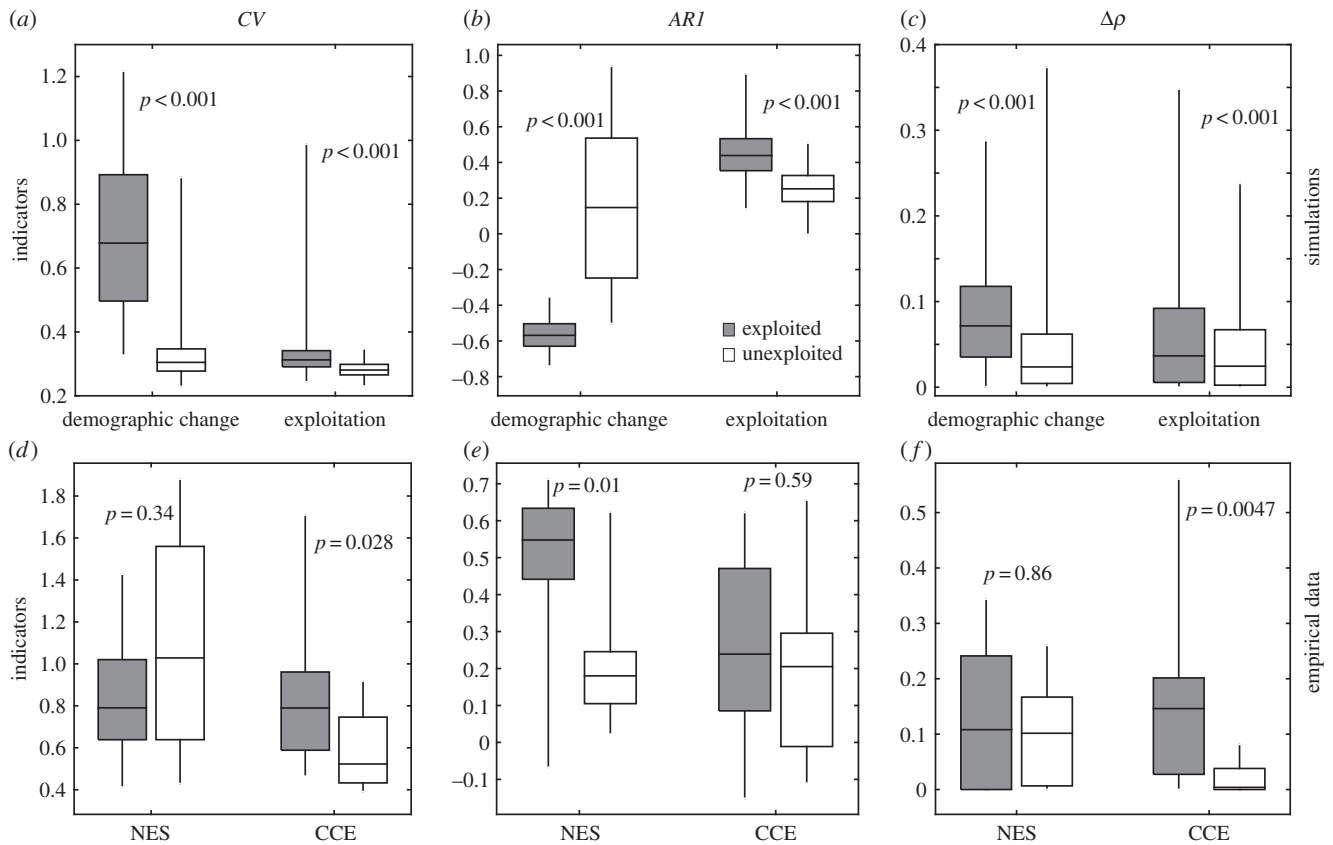 (a) CV
(b) AR1
(c) Δρ
indicators
1.2
1.0
0.8
0.6
0.4
0.2
p < 0.001
p < 0.001
demographic change exploitation
1.0
0.8
0.6
0.4
0.2
0
−0.2
−0.4
−0.6
−0.8
p < 0.001
p < 0.001
exploited
unexploited
demographic change exploitation
0.4
0.3
0.2
0.1
0
p < 0.001
p < 0.001
demographic change exploitation
simulations
(d)
indicators
1.8
1.6
1.4
1.2
1.0
0.8
0.6
0.4
p = 0.34
p = 0.028
NES CCE
(e)
0.7
0.6
0.5
0.4
0.3
0.2
0.1
0
−0.1
p = 0.01
p = 0.59
NES CCE
(f)
0.5
0.4
0.3
0.2
0.1
0
p = 0.86
p = 0.0047
NES CCE
empirical data